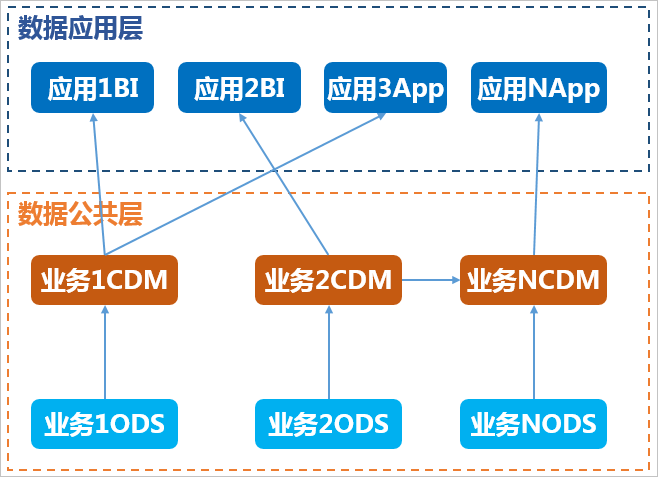 数据应用层
应用1BI
应用2BI
应用3App
应用NApp
数据公共层
业务1CDM
业务2CDM
业务NCDM
业务1ODS
业务2ODS
业务NODS